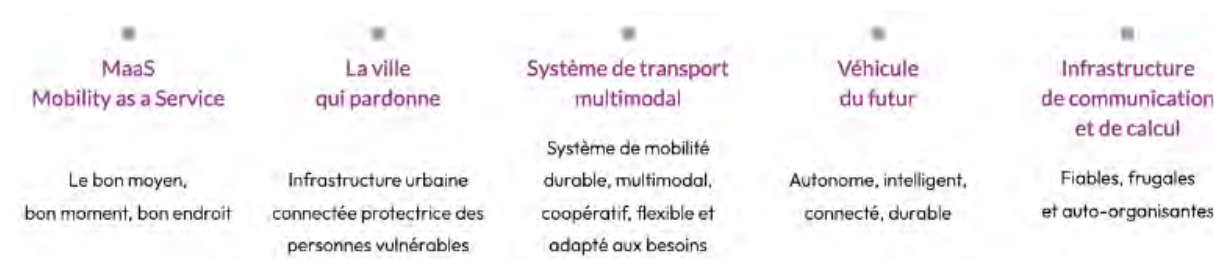 MaaS
Mobility as a Service
Le bon moyen,
bon moment, bon endroit
La ville
qui pardonne
Infrastructure urbaine
connectée protectrice des
personnes vulnérables
Système de transport
multimodal
Système de mobilité
durable, multimodal,
coopératif, flexible et
adapté aux besoins
Véhicule
du futur
Autonome, intelligent,
connecté, durable
Infrastructure
de communication
et de calcul
Fiables, frugales
et auto-organisantes